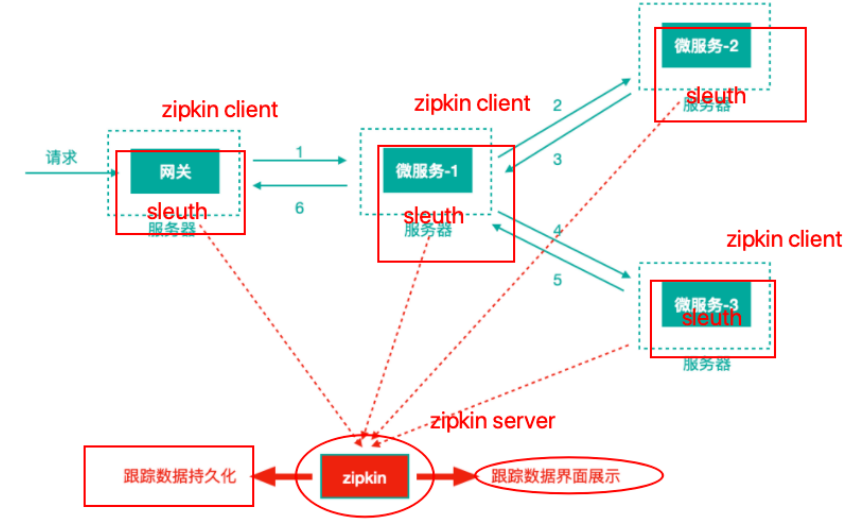 微服务-2
sleuth
服务器
zipkin client
zipkin client
2
请求
1
网关
微服务-1
3
6
sleuth
服务器
sleuth
服务器
4
zipkin client
5
微服务-3
sleuth
服务器
zipkin server
跟踪数据持久化
zipkin
跟踪数据界面展示